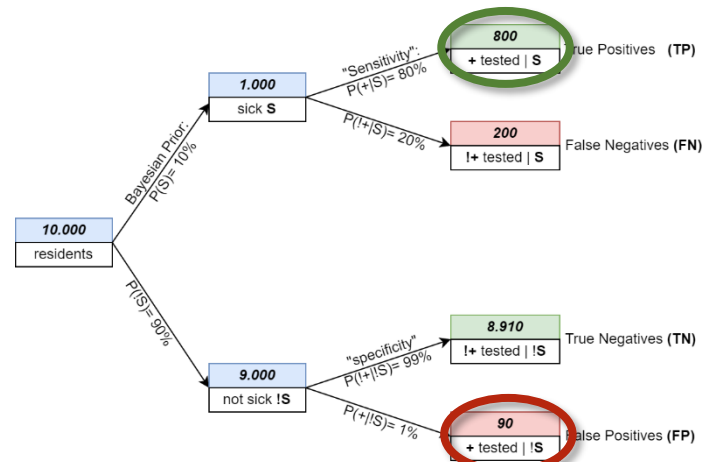 800
"Sensitivity":
P(+|S)= 80%
+ tested | S
True Positives (TP)
1.000
sick S
Bayesian Prior:
P(S)= 10%
P(!+|S)= 20%
200
!+ tested | S
False Negatives (FN)
10.000
residents
P(!S)= 90%
8.910
"specificity"
P(!+|!S)= 99%
!+ tested | !S
True Negatives (TN)
9.000
not sick !S
P(+|!S)= 1%
90
+ tested | !S
False Positives (FP)